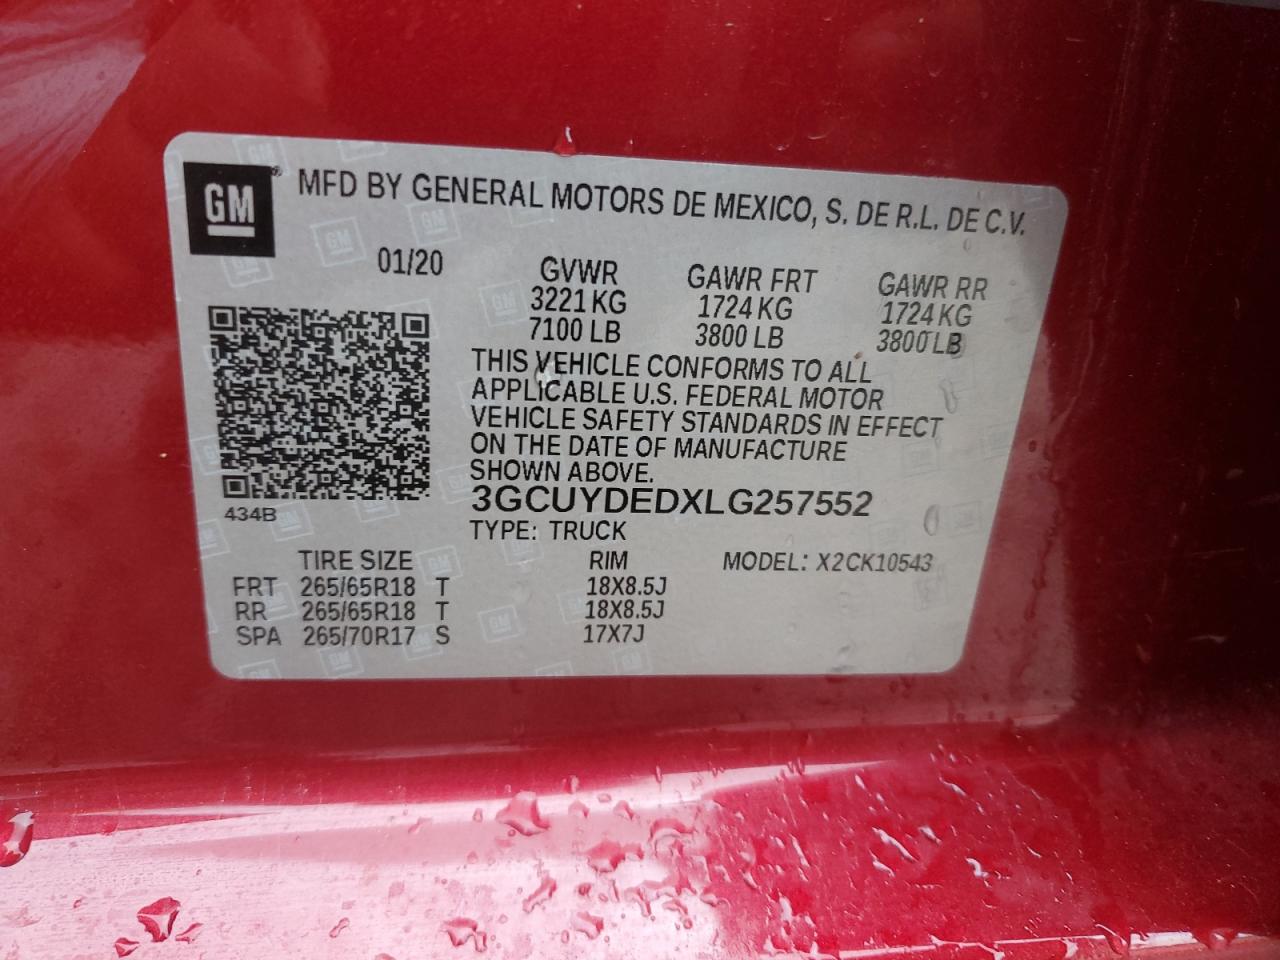 GM® MFD BY GENERAL MOTORS DE MEXICO, S. DE R.L. DE C.V.
01/20 GVWR GAWR FRT GAWR RR
3221 KG 1724 KG 1724 KG
7100 LB 3800 LB 3800 LB
THIS VEHICLE CONFORMS TO ALL
APPLICABLE U.S. FEDERAL MOTOR
VEHICLE SAFETY STANDARDS IN EFFECT
ON THE DATE OF MANUFACTURE
SHOWN ABOVE.
3GCUYDEDXLG257552
434B
TYPE: TRUCK
TIRE SIZE RIM MODEL: X2CK10543
FRT 265/65R18 T 18X8.5J
RR 265/65R18 T 18X8.5J
SPA 265/70R17 S 17X7J